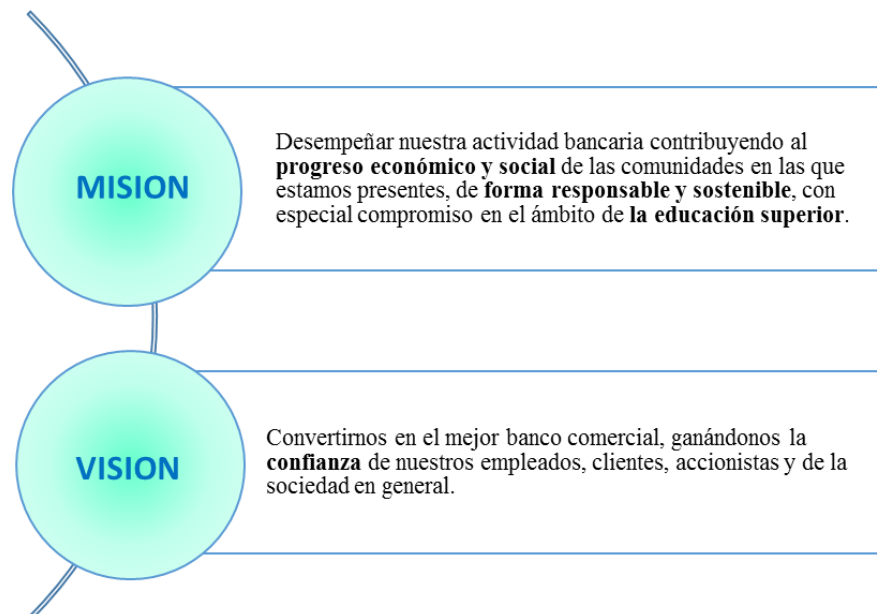 MISION
Desempeñar nuestra actividad bancaria contribuyendo al
progreso económico y social de las comunidades en las que
estamos presentes, de forma responsable y sostenible, con
especial compromiso en el ámbito de la educación superior.
VISION
Convertirnos en el mejor banco comercial, ganándonos la
confianza de nuestros empleados, clientes, accionistas y de la
sociedad en general.